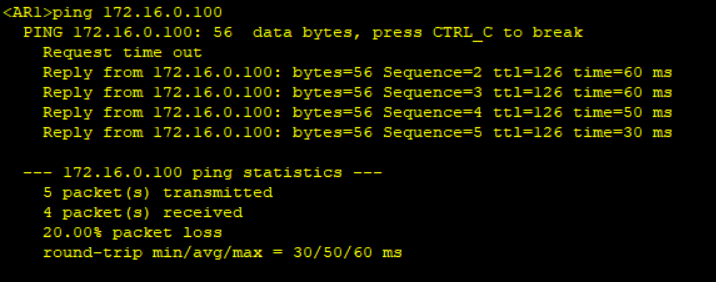 <AR1>ping 172.16.0.100
PING 172.16.0.100: 56  data bytes, press CTRL_C to break
Request time out
Reply from 172.16.0.100: bytes=56 Sequence=2 ttl=126 time=60 ms
Reply from 172.16.0.100: bytes=56 Sequence=3 ttl=126 time=60 ms
Reply from 172.16.0.100: bytes=56 Sequence=4 ttl=126 time=50 ms
Reply from 172.16.0.100: bytes=56 Sequence=5 ttl=126 time=30 ms
--- 172.16.0.100 ping statistics ---
5 packet(s) transmitted
4 packet(s) received
20.00% packet loss
round-trip min/avg/max = 30/50/60 ms